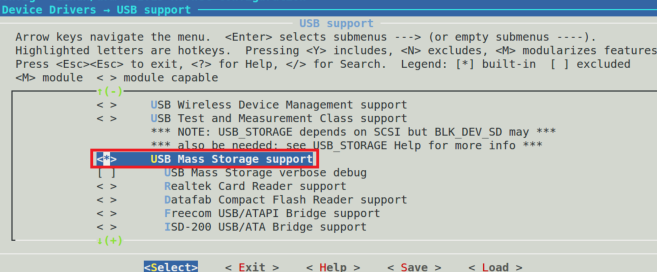 Device Drivers → USB support
USB support
Arrow keys navigate the menu.  <Enter> selects submenus ---> (or empty submenus ----).
Highlighted letters are hotkeys.  Pressing <Y> includes, <N> excludes, <M> modularizes features
Press <Esc><Esc> to exit, <?> for Help, </> for Search.  Legend: [*] built-in  [ ] excluded
<M> module  < > module capable
↑(-)
< >     USB Wireless Device Management support
< >     USB Test and Measurement Class support
*** NOTE: USB_STORAGE depends on SCSI but BLK_DEV_SD may ***
*** also be needed; see USB_STORAGE Help for more info ***
<*>     USB Mass Storage support
[ ]       USB Mass Storage verbose debug
< >       Realtek Card Reader support
< >       Datafab Compact Flash Reader support
< >       Freecom USB/ATAPI Bridge support
< >       ISD-200 USB/ATA Bridge support
↓(+)
<Select>    < Exit >    < Help >    < Save >    < Load >